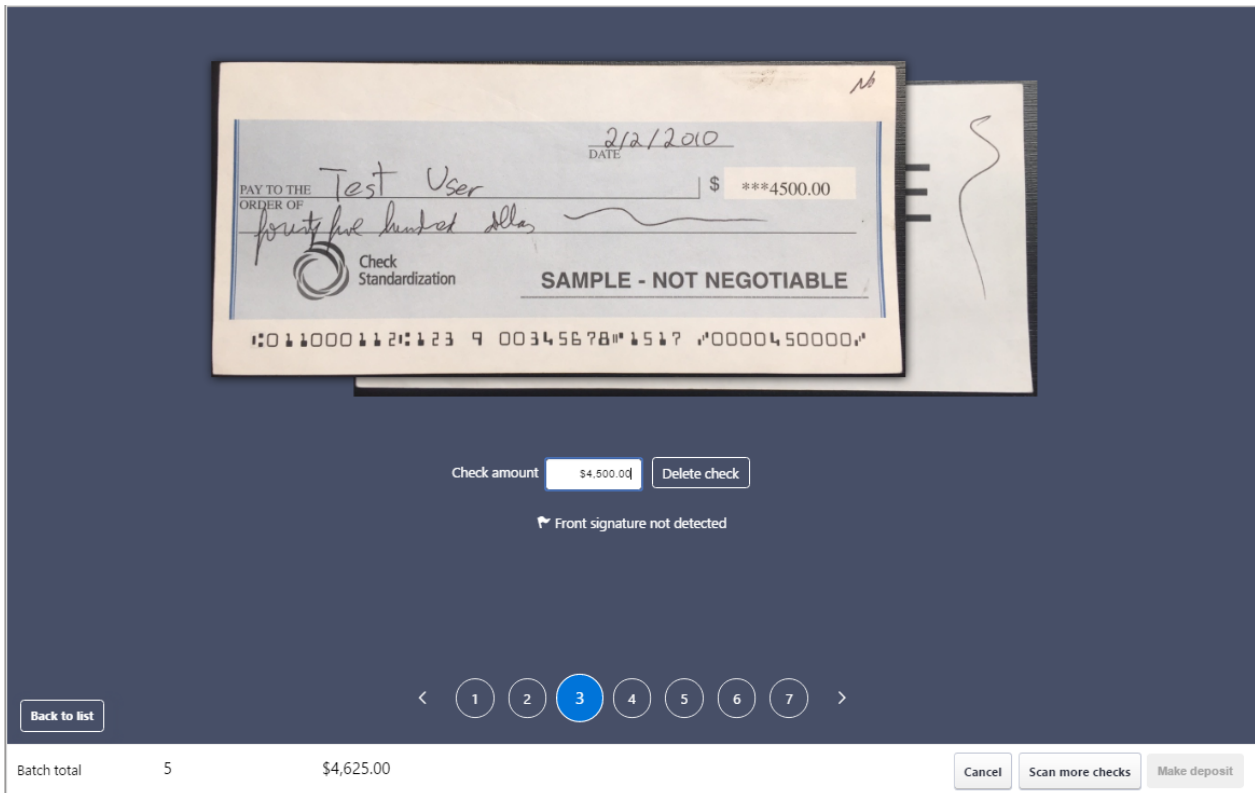 No
2/2/2010
DATE
PAY TO THE
ORDER OF
Test User
$ ***4500.00
fourty five hundred dollas
Check
Standardization
SAMPLE - NOT NEGOTIABLE
⑆011000112⑆123 9 00345678⑈1517 ⑇0000450000⑇
Check amount $4,500.00 Delete check
Front signature not detected
< 1 2 3 4 5 6 7 >
Back to list
Batch total 5 $4,625.00 Cancel Scan more checks Make deposit